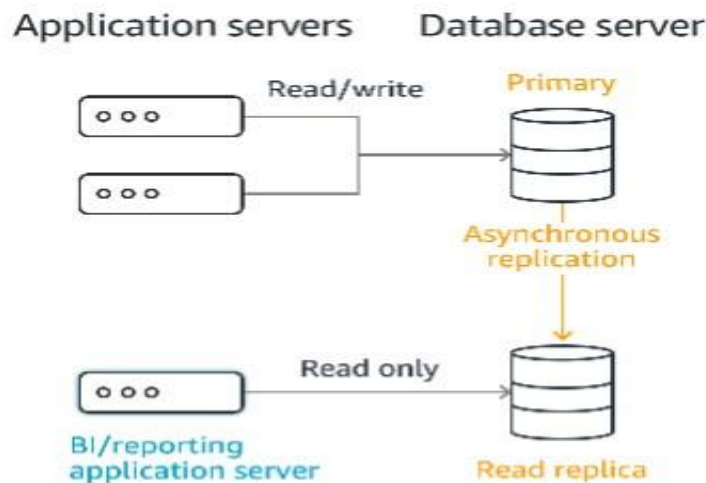 Application servers
Database server
Read/write
Primary
Asynchronous
replication
Read only
BI/reporting
application server
Read replica